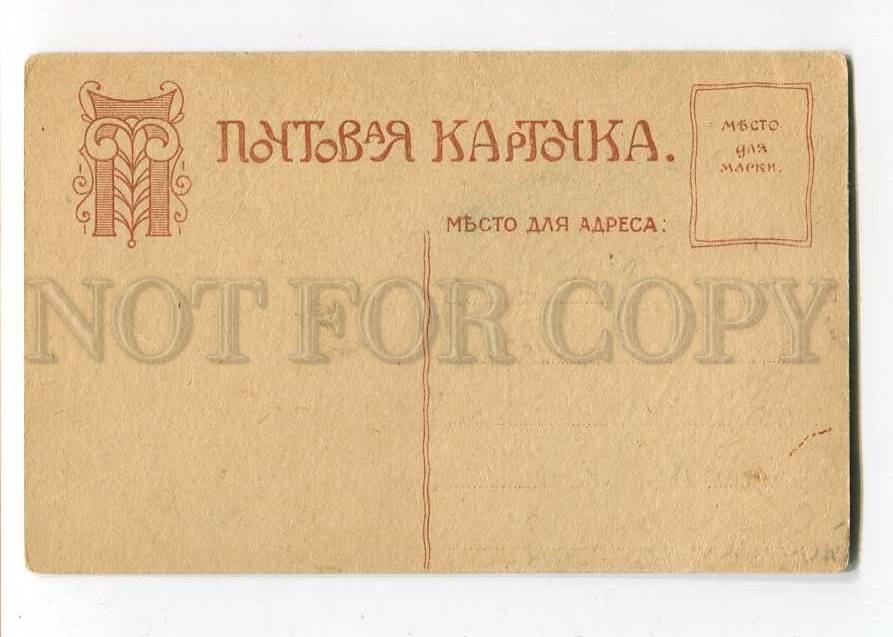 ПОЧТОВАЯ КАРТОЧКА.
МѢСТО
ДЛЯ
МАРКИ.
МѢСТО ДЛЯ АДРЕСА:
NOT FOR COPY